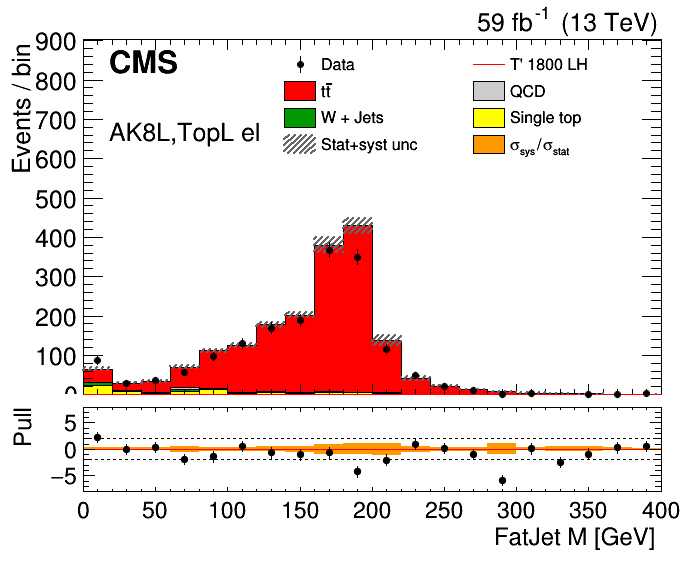 59 fb⁻¹ (13 TeV)
CMS
AK8L,TopL el
Data
T' 1800 LH
tt̄
QCD
W + Jets
Single top
Stat+syst unc
σsys/σstat
Events / bin
900
800
700
600
500
400
300
200
100
0
Pull
5
0
−5
0 50 100 150 200 250 300 350 400
FatJet M [GeV]